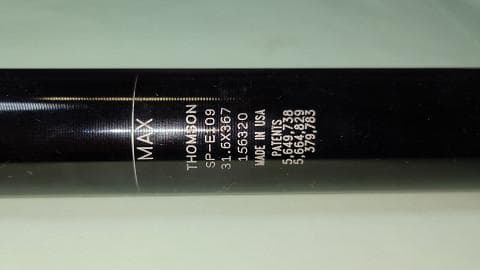 MAX
THOMSON
SP-E109
31.6X367
156320
MADE IN USA
PATENTS
5,649,738
5,664,829
379,783